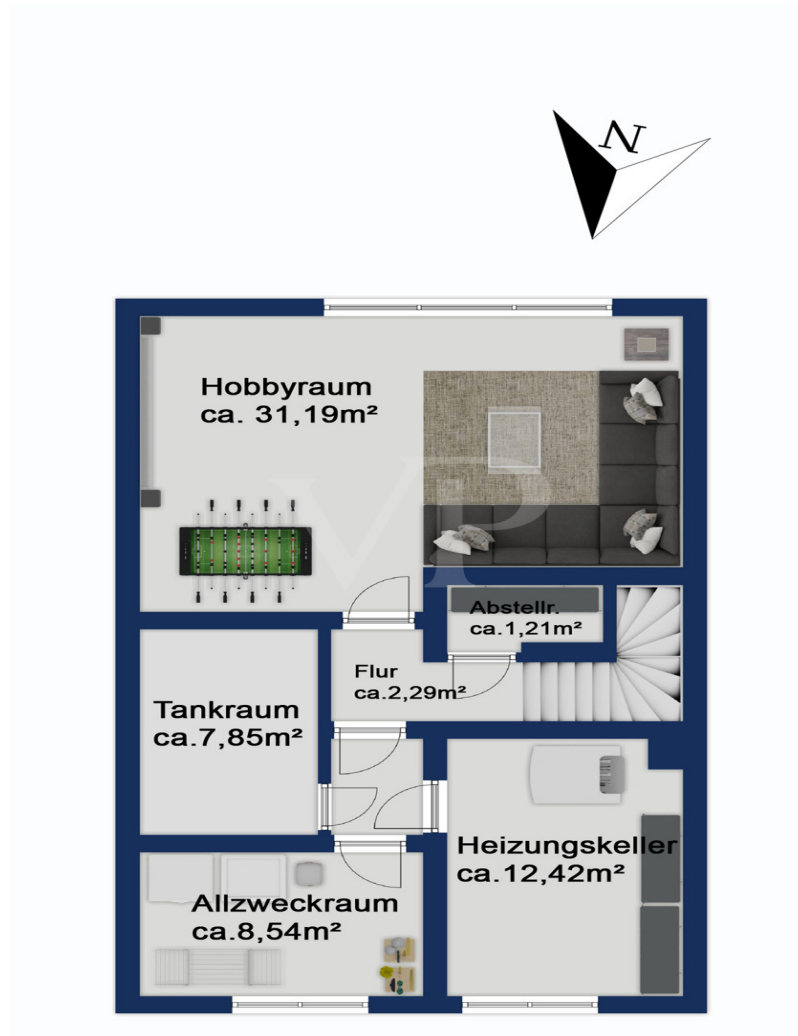 N
Hobbyraum
ca. 31,19m²
VP
Abstellr.
ca.1,21m²
Flur
ca.2,29m²
Tankraum
ca.7,85m²
Heizungskeller
ca.12,42m²
Allzweckraum
ca.8,54m²